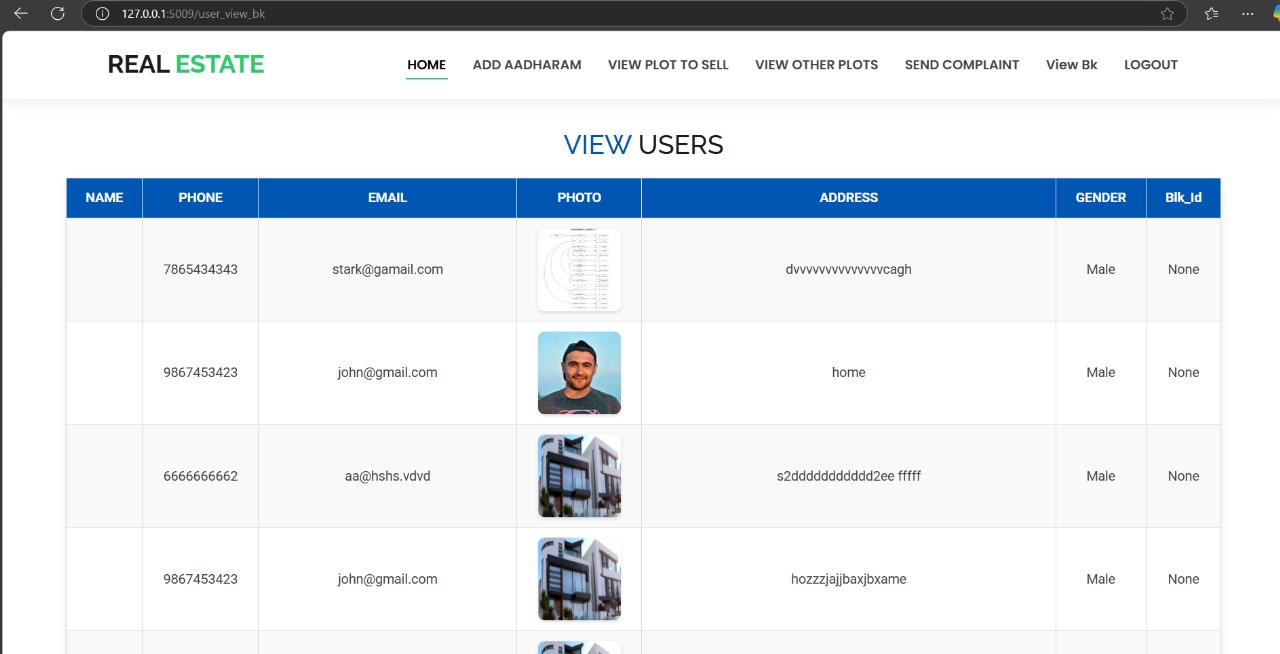 127.0.0.1:5009/user_view_bk
REAL ESTATE
HOME ADD AADHARAM VIEW PLOT TO SELL VIEW OTHER PLOTS SEND COMPLAINT View Bk LOGOUT
VIEW USERS
NAME PHONE EMAIL PHOTO ADDRESS GENDER Blk_Id
7865434343 stark@gamail.com dvvvvvvvvvvvvvvcagh Male None
9867453423 john@gmail.com home Male None
6666666662 aa@hshs.vdvd s2ddddddddddd2ee fffff Male None
9867453423 john@gmail.com hozzzjajjbaxjbxame Male None